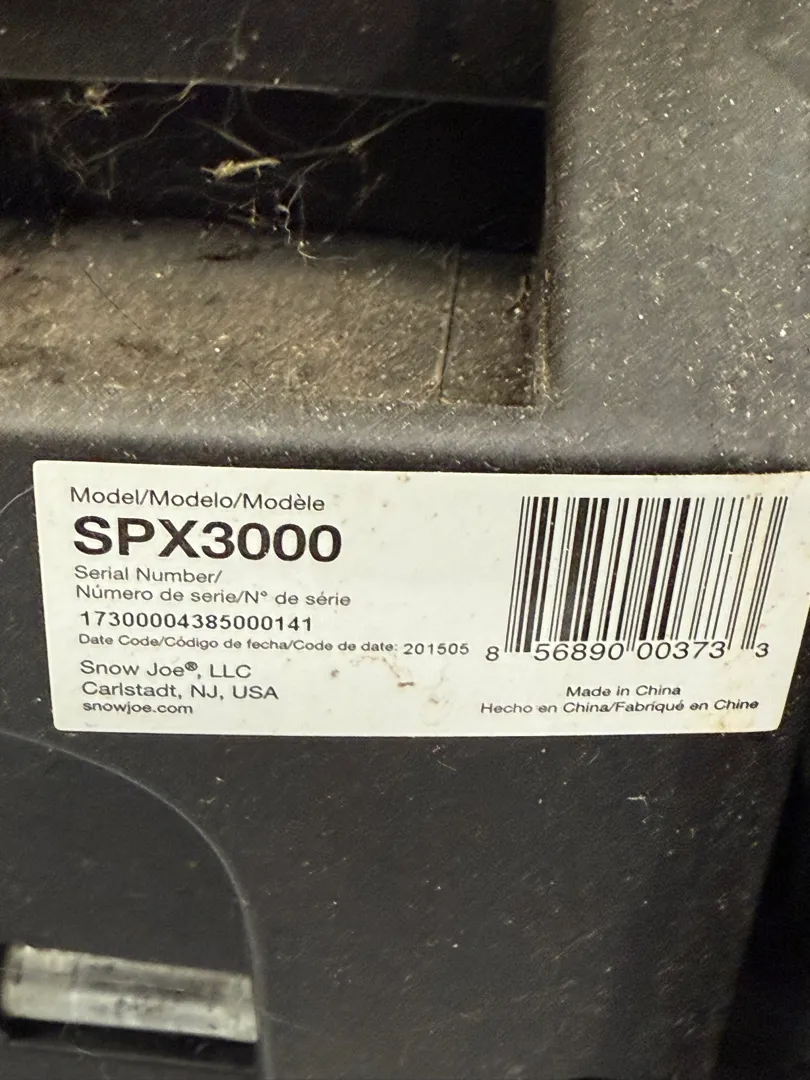 Model/Modelo/Modèle
SPX3000
Serial Number/
Número de serie/N° de série
17300004385000141
Date Code/Código de fecha/Code de date: 201505
Snow Joe®, LLC
Carlstadt, NJ, USA
snowjoe.com
8 56890 00373 3
Made in China
Hecho en China/Fabriqué en Chine